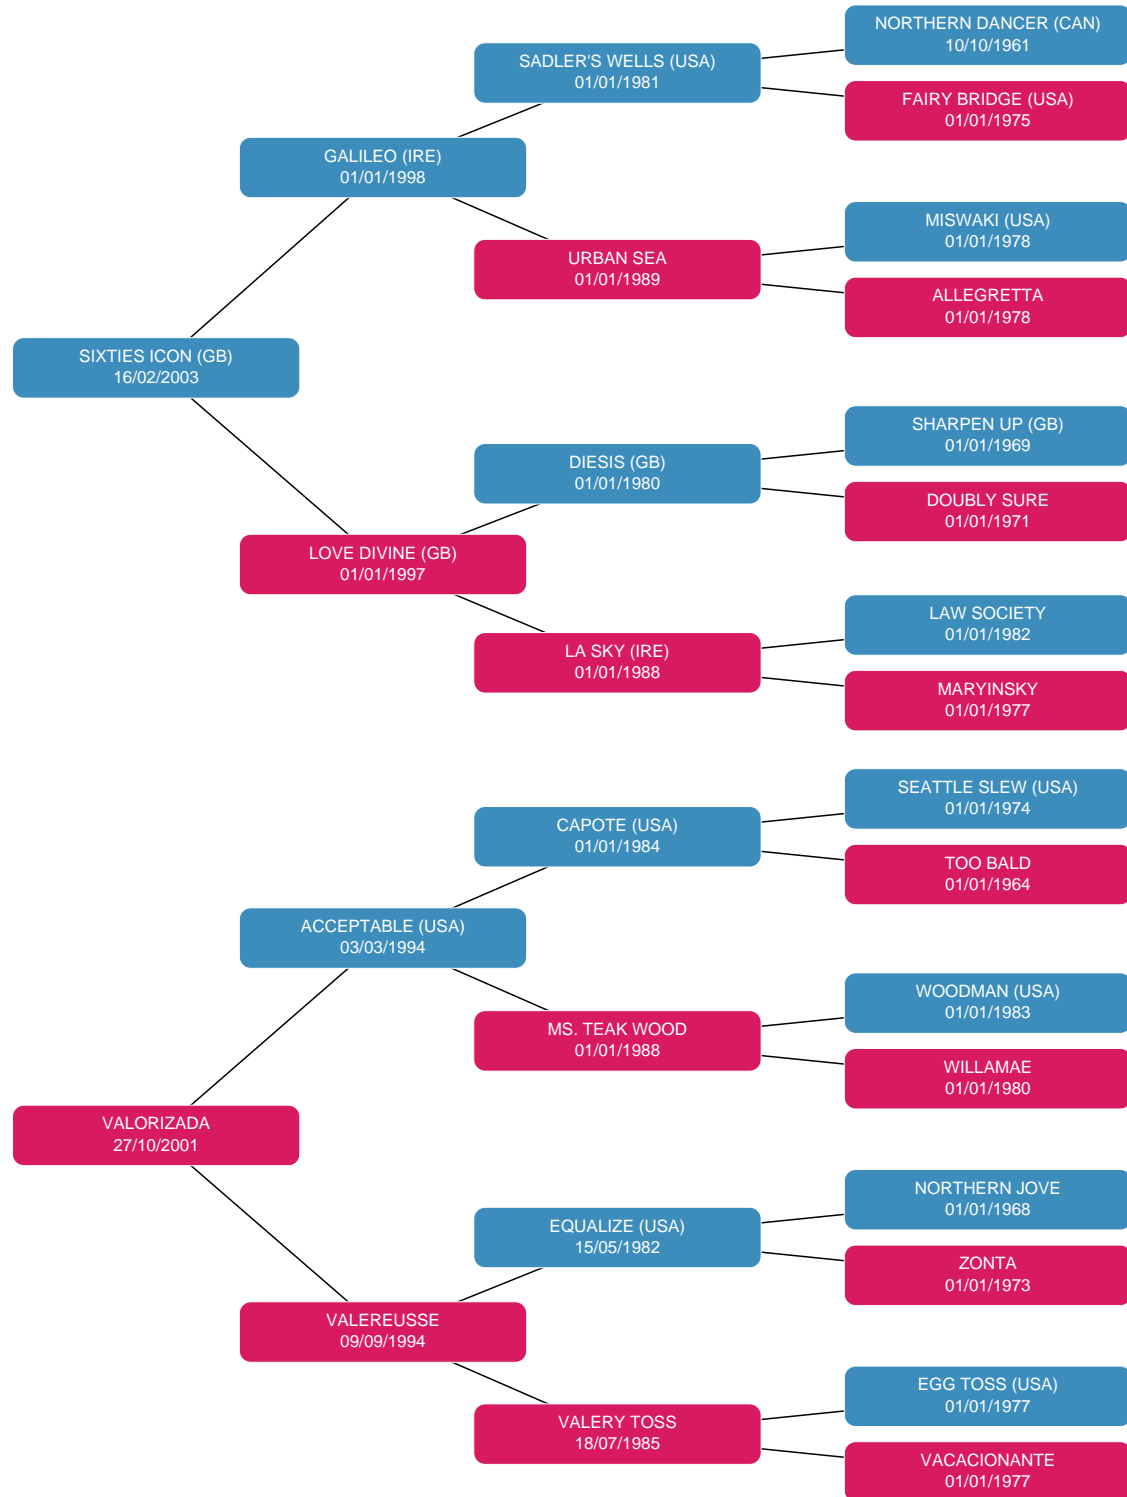 NORTHERN DANCER (CAN)
10/10/1961
SADLER'S WELLS (USA)
01/01/1981
FAIRY BRIDGE (USA)
01/01/1975
GALILEO (IRE)
01/01/1998
MISWAKI (USA)
01/01/1978
URBAN SEA
01/01/1989
ALLEGRETTA
01/01/1978
SIXTIES ICON (GB)
16/02/2003
SHARPEN UP (GB)
01/01/1969
DIESIS (GB)
01/01/1980
DOUBLY SURE
01/01/1971
LOVE DIVINE (GB)
01/01/1997
LAW SOCIETY
01/01/1982
LA SKY (IRE)
01/01/1988
MARYINSKY
01/01/1977
SEATTLE SLEW (USA)
01/01/1974
CAPOTE (USA)
01/01/1984
TOO BALD
01/01/1964
ACCEPTABLE (USA)
03/03/1994
WOODMAN (USA)
01/01/1983
MS. TEAK WOOD
01/01/1988
WILLAMAE
01/01/1980
VALORIZADA
27/10/2001
NORTHERN JOVE
01/01/1968
EQUALIZE (USA)
15/05/1982
ZONTA
01/01/1973
VALEREUSSE
09/09/1994
EGG TOSS (USA)
01/01/1977
VALERY TOSS
18/07/1985
VACACIONANTE
01/01/1977